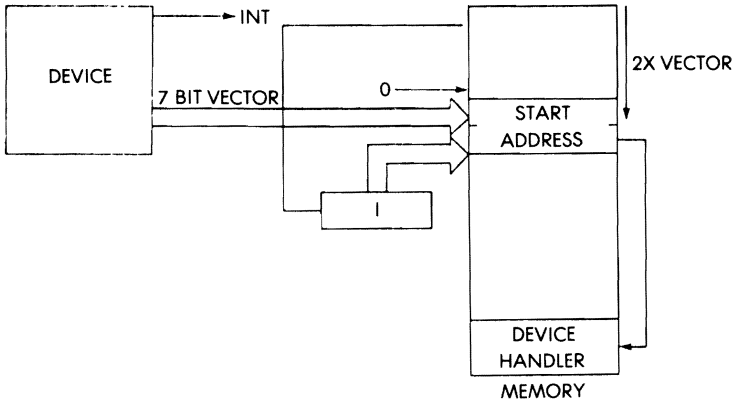 INT
DEVICE
2X VECTOR
7 BIT VECTOR
0
START
ADDRESS
I
DEVICE
HANDLER
MEMORY